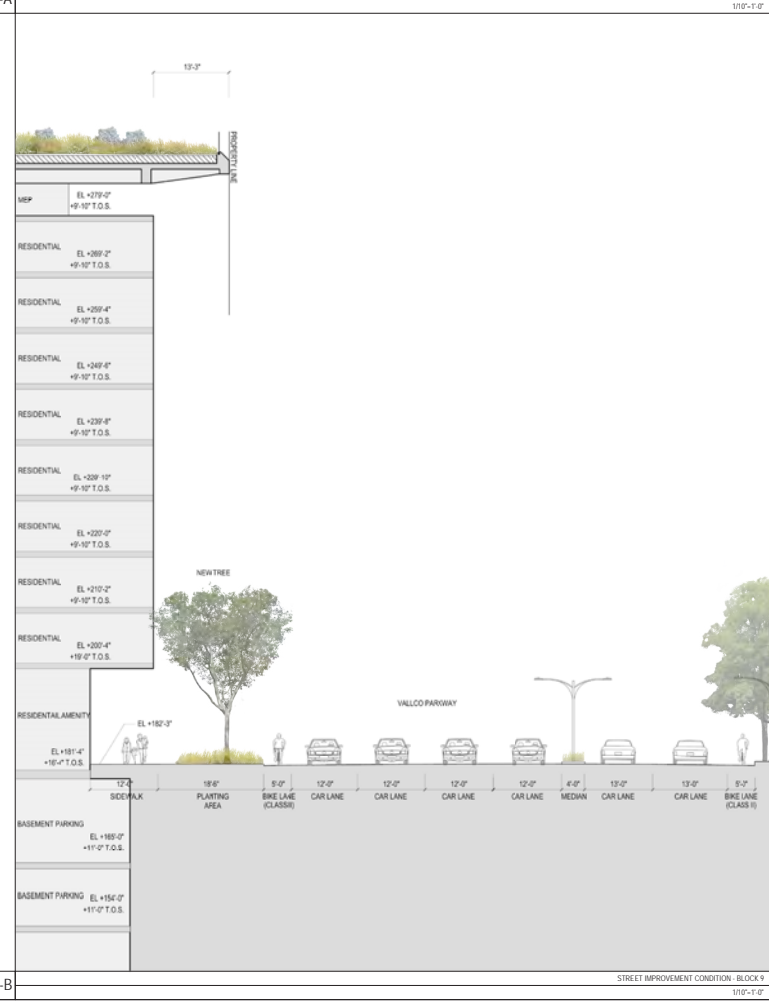 -A
1/10"=1'-0"
13'-3"
PROPERTY LINE
MEP
EL +279'-0"
+9'-10" T.O.S.
RESIDENTIAL
EL +269'-2"
+9'-10" T.O.S.
RESIDENTIAL
EL +259'-4"
+9'-10" T.O.S.
RESIDENTIAL
EL +249'-6"
+9'-10" T.O.S.
RESIDENTIAL
EL +239'-8"
+9'-10" T.O.S.
RESIDENTIAL
EL +229'-10"
+9'-10" T.O.S.
RESIDENTIAL
EL +220'-0"
+9'-10" T.O.S.
NEW TREE
RESIDENTIAL
EL +210'-2"
+9'-10" T.O.S.
RESIDENTIAL
EL +200'-4"
+19'-0" T.O.S.
VALLCO PARKWAY
RESIDENTAIL AMENITY
EL +182'-3"
EL +181'-4"
T.O.S.
SIDEWALK
18'-6"
PLANTING
AREA
5'-0"
BIKE LANE
(CLASS II)
12'-0"
CAR LANE
12'-0"
CAR LANE
12'-0"
CAR LANE
12'-0"
CAR LANE
4'-0"
MEDIAN
13'-0"
CAR LANE
13'-0"
CAR LANE
BIKE LANE
(CLASS II)
BASEMENT PARKING
EL +165'-0"
+11'-0" T.O.S.
BASEMENT PARKING
EL +154'-0"
+11'-0" T.O.S.
-B
STREET IMPROVEMENT CONDITION - BLOCK 9
1/10"=1'-0"